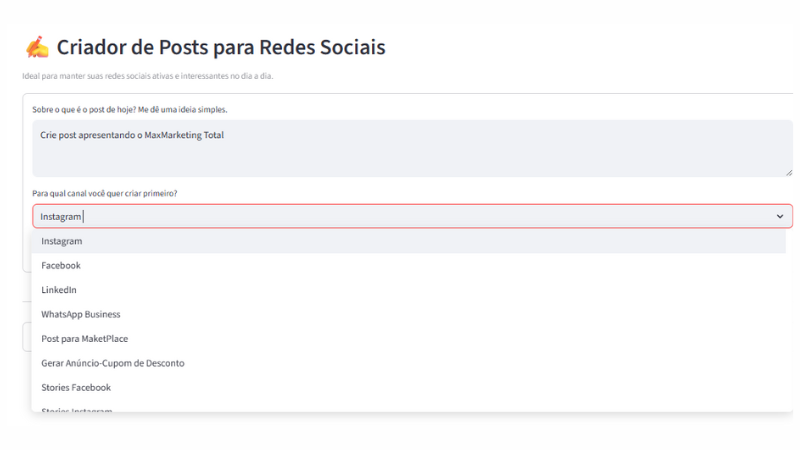 Criador de Posts para Redes Sociais
Ideal para manter suas redes sociais ativas e interessantes no dia a dia.
Sobre o que é o post de hoje? Me dê uma ideia simples.
Crie post apresentando o MaxMarketing Total
Para qual canal você quer criar primeiro?
Instagram
Instagram
Facebook
LinkedIn
WhatsApp Business
Post para MaketPlace
Gerar Anúncio-Cupom de Desconto
Stories Facebook
Stories Instagram